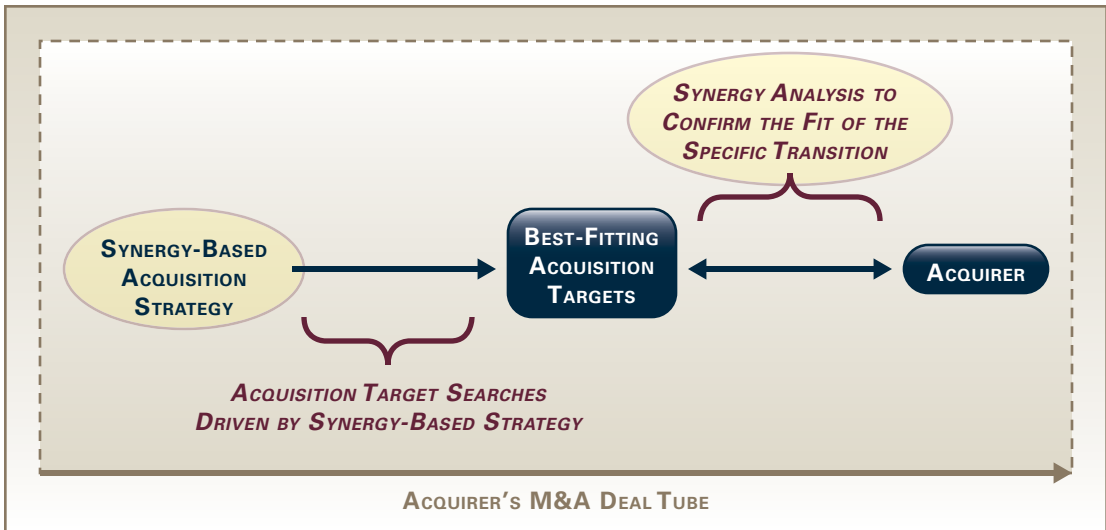 Synergy Analysis to
Confirm the Fit of the
Specific Transition
Synergy-Based
Acquisition
Strategy
Best-Fitting
Acquisition
Targets
Acquirer
Acquisition Target Searches
Driven by Synergy-Based Strategy
Acquirer's M&A Deal Tube